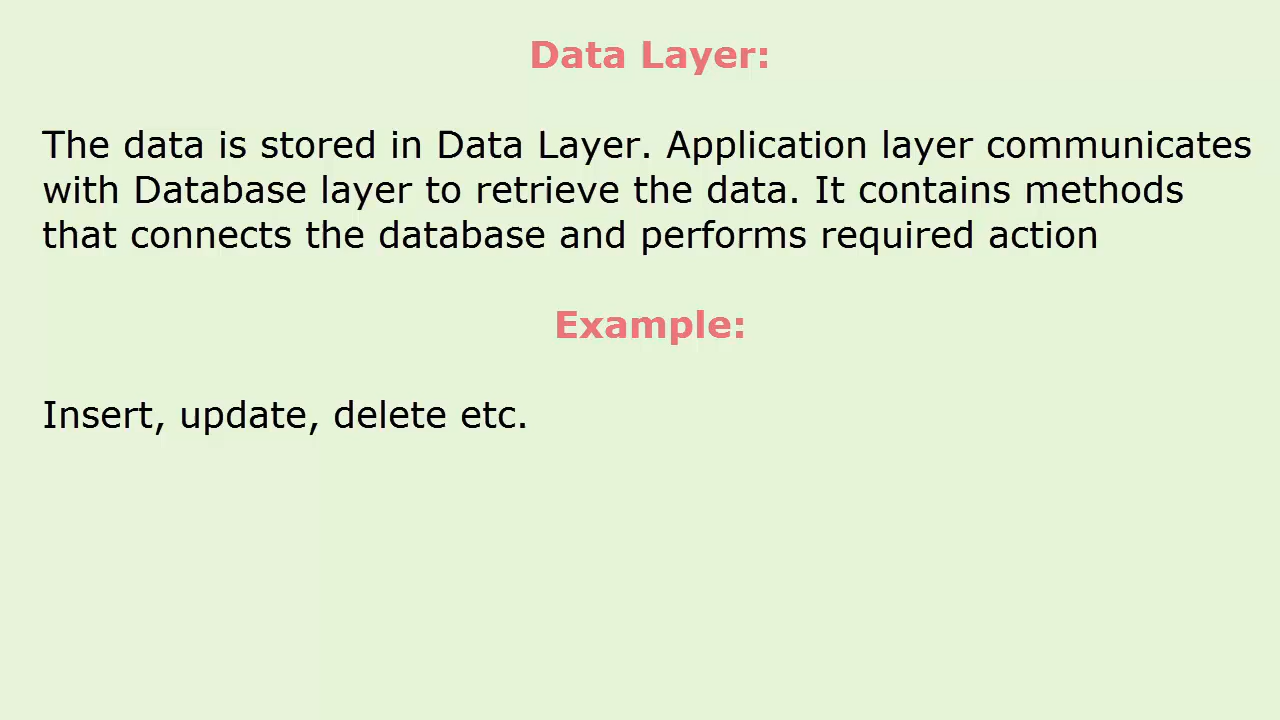 Data Layer:
The data is stored in Data Layer. Application layer communicates
with Database layer to retrieve the data. It contains methods
that connects the database and performs required action
Example:
Insert, update, delete etc.